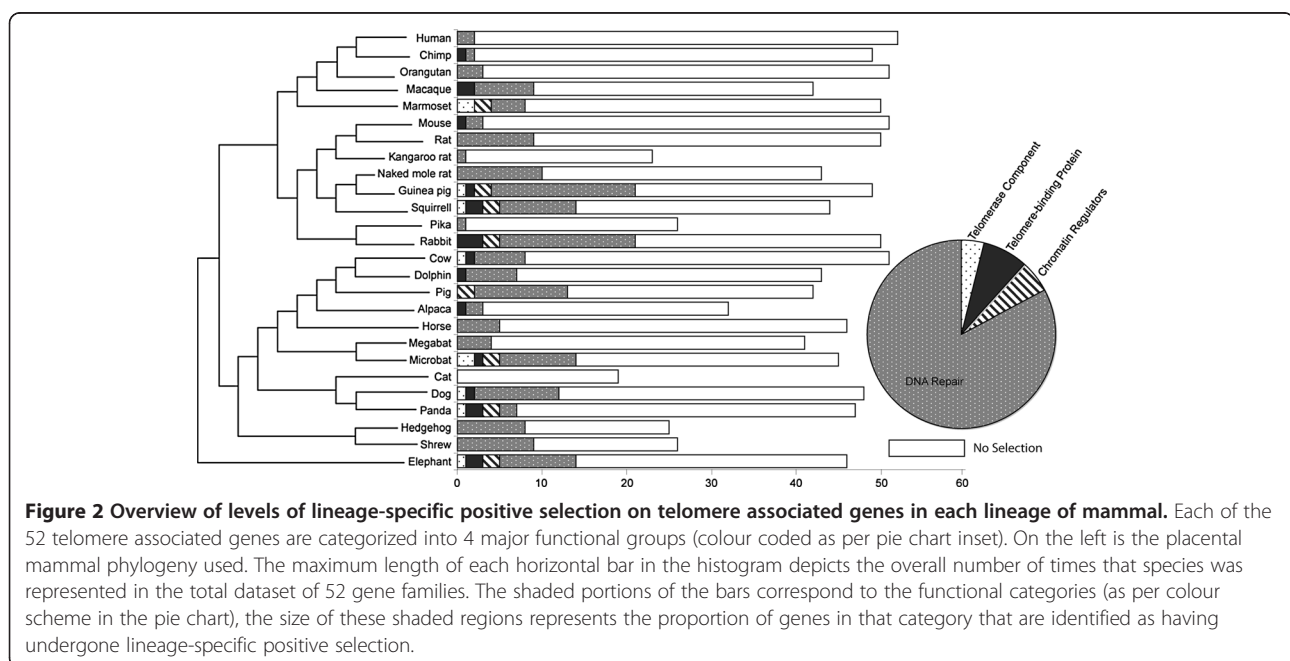 Human
Chimp
Orangutan
Macaque
Marmoset
Mouse
Rat
Kangaroo rat
Naked mole rat
Guinea pig
Squirrell
Pika
Rabbit
Cow
Dolphin
Pig
Alpaca
Horse
Megabat
Microbat
Cat
Dog
Panda
Hedgehog
Shrew
Elephant
0 10 20 30 40 50 60
Telomerase Component
Telomere-binding Protein
Chromatin Regulators
DNA Repair
No Selection
Figure 2 Overview of levels of lineage-specific positive selection on telomere associated genes in each lineage of mammal. Each of the
52 telomere associated genes are categorized into 4 major functional groups (colour coded as per pie chart inset). On the left is the placental
mammal phylogeny used. The maximum length of each horizontal bar in the histogram depicts the overall number of times that species was
represented in the total dataset of 52 gene families. The shaded portions of the bars correspond to the functional categories (as per colour
scheme in the pie chart), the size of these shaded regions represents the proportion of genes in that category that are identified as having
undergone lineage-specific positive selection.